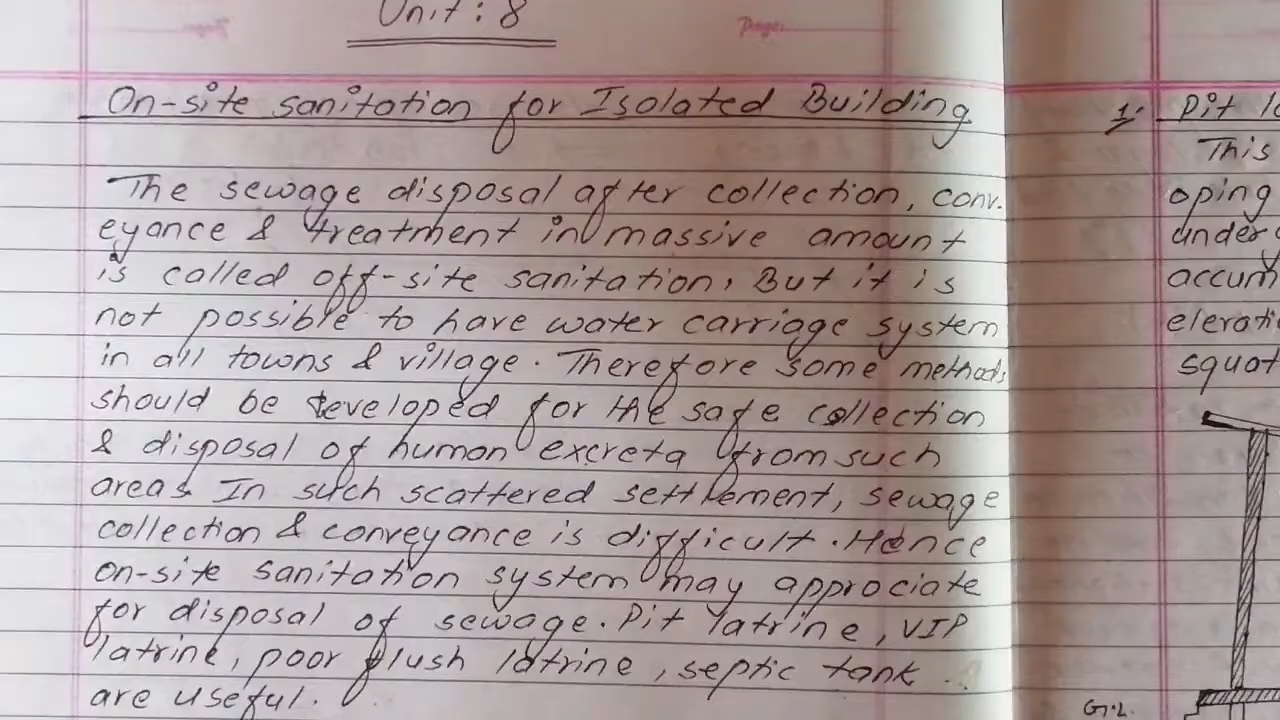 Unit : 8
Page:
Page:
On-site sanitation for Isolated Building
The sewage disposal after collection, conv-
eyance & treatment in massive amount
is called off-site sanitation. But it is
not possible to have water carriage system
in all towns & village. Therefore some methods
should be developed for the safe collection
& disposal of human excreta from such
areas. In such scattered settlement, sewage
collection & conveyance is difficult. Hence
on-site sanitation system may approciate
for disposal of sewage. Pit latrine, VIP
latrine, poor flush latrine, septic tank
are useful.
1. Pit la
This
oping
under
accum
elerati
squat
G.L.